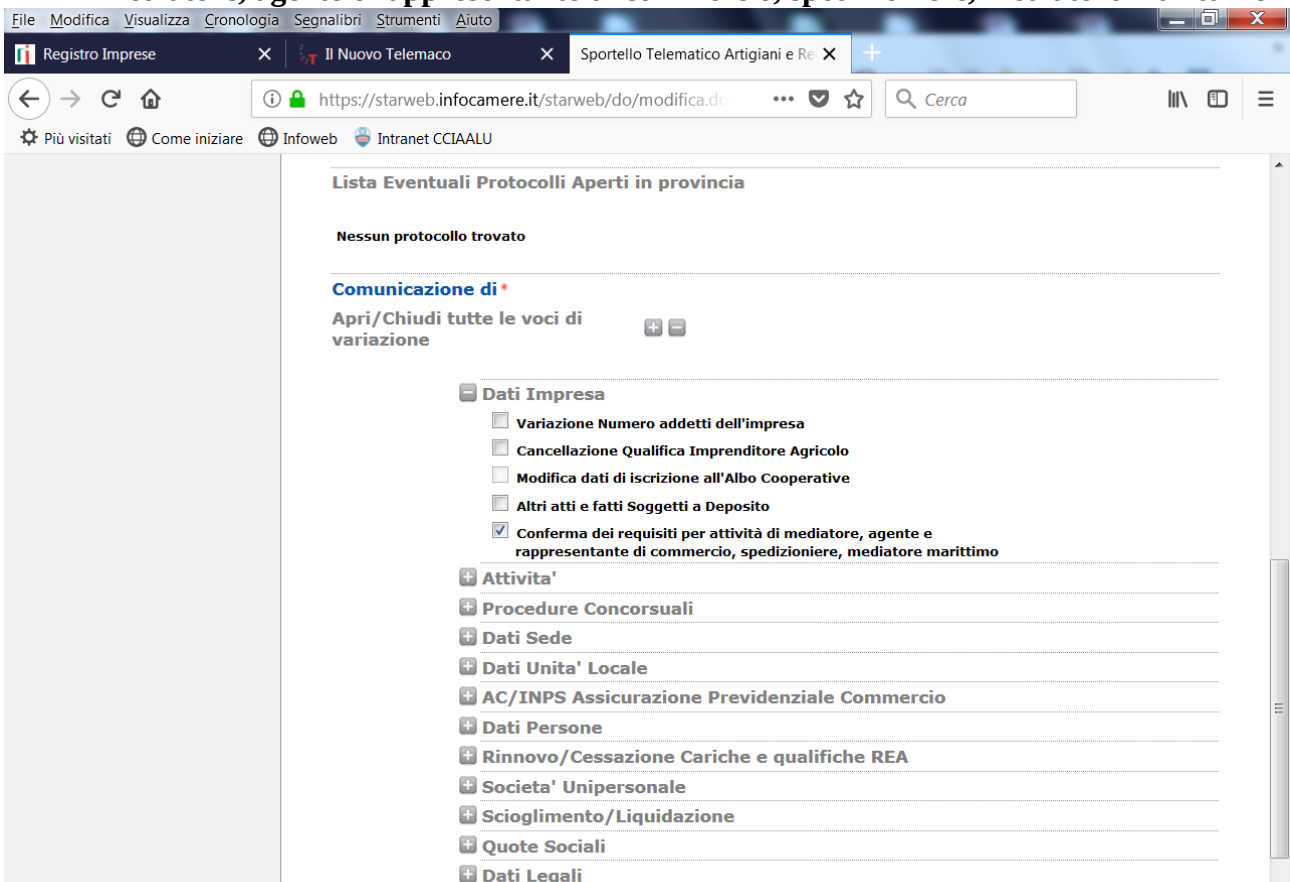 File Modifica Visualizza Cronologia Segnalibri Strumenti Aiuto
Registro Imprese
Il Nuovo Telemaco
Sportello Telematico Artigiani e Re
https://starweb.infocamere.it/starweb/do/modifica.do
Cerca
Più visitati Come iniziare Infoweb Intranet CCIAALU
Lista Eventuali Protocolli Aperti in provincia
Nessun protocollo trovato
Comunicazione di*
Apri/Chiudi tutte le voci di
variazione
Dati Impresa
Variazione Numero addetti dell'impresa
Cancellazione Qualifica Imprenditore Agricolo
Modifica dati di iscrizione all'Albo Cooperative
Altri atti e fatti Soggetti a Deposito
Conferma dei requisiti per attività di mediatore, agente e
rappresentante di commercio, spedizioniere, mediatore marittimo
Attivita'
Procedure Concorsuali
Dati Sede
Dati Unita' Locale
AC/INPS Assicurazione Previdenziale Commercio
Dati Persone
Rinnovo/Cessazione Cariche e qualifiche REA
Societa' Unipersonale
Scioglimento/Liquidazione
Quote Sociali
Dati Legali